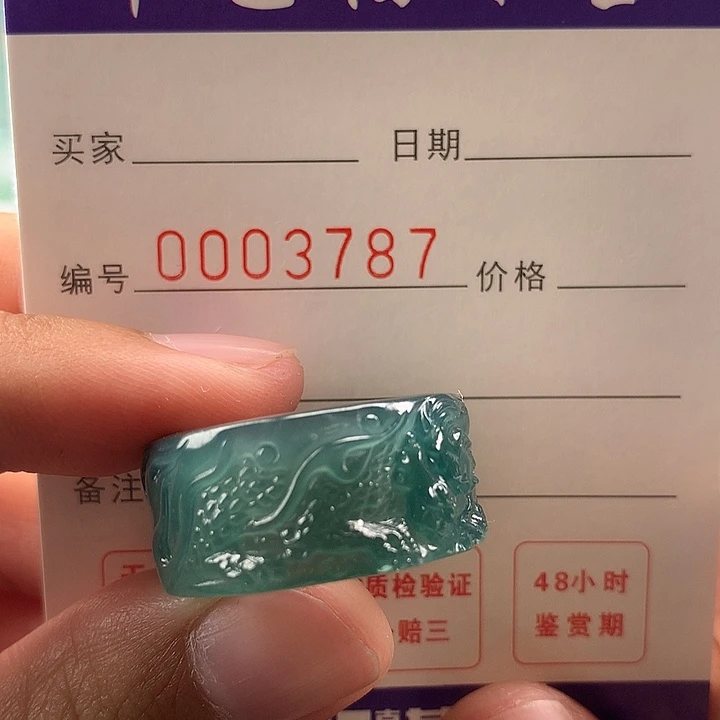 买家 日期
编号 0003787 价格
备注
质检验证 48小时
赔三 鉴赏期